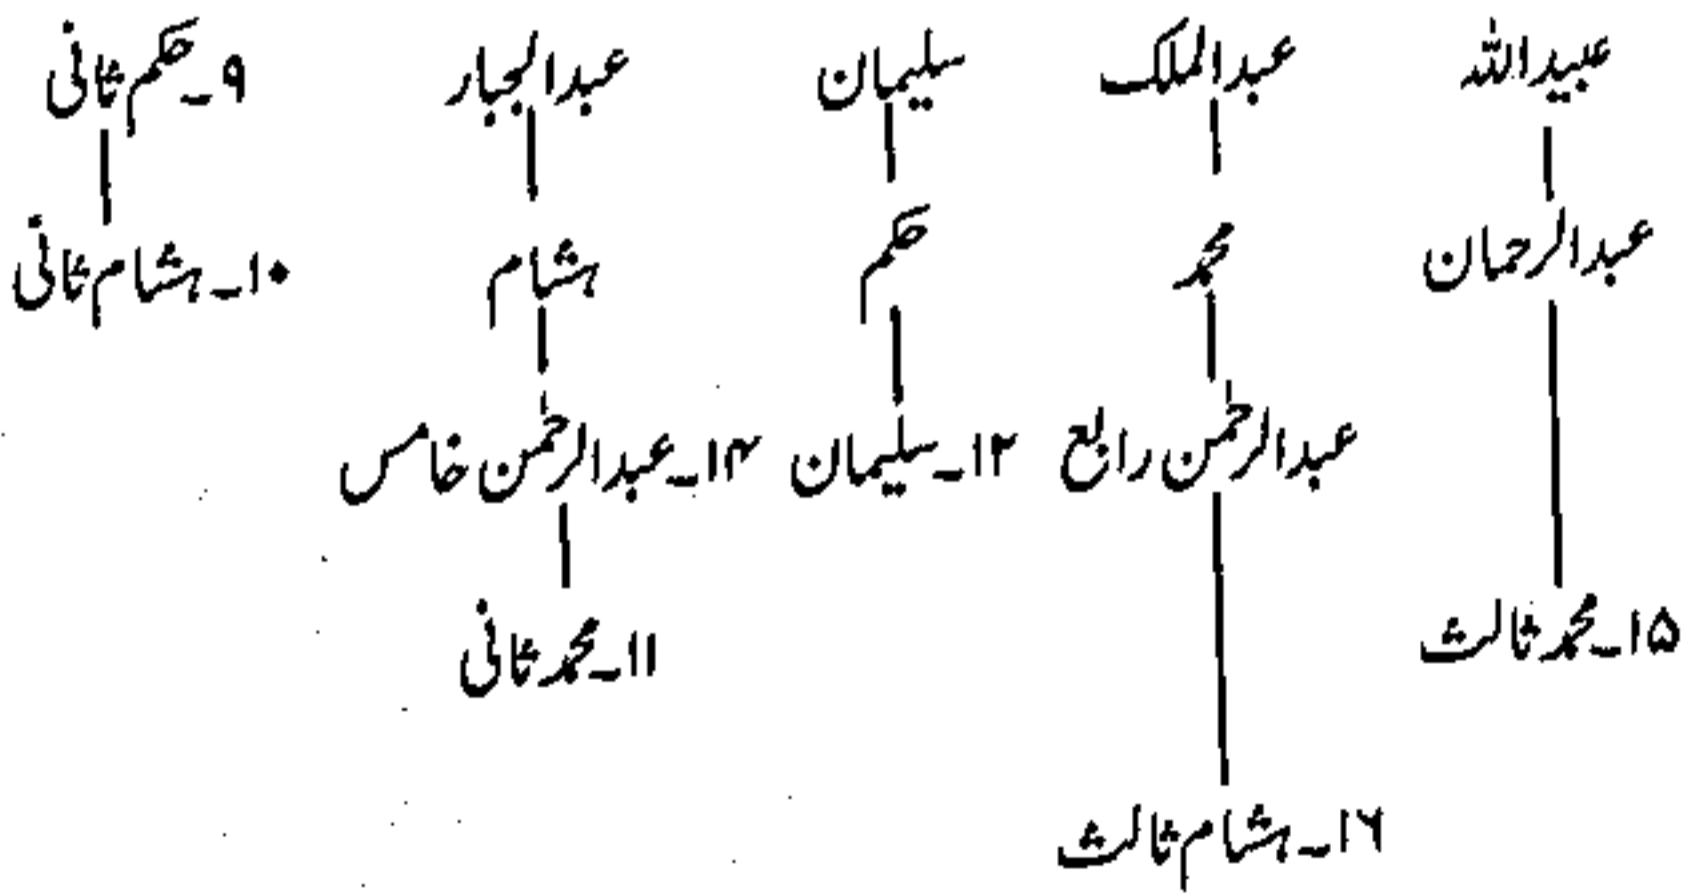 عبیداللہ عبدالملک سلیمان عبدالجبار ۹۔حکم ثانی
عبدالرحمان محمد حکم ہشام ۱۰۔ہشام ثانی
عبدالرحمٰن رابع ۱۲۔سلیمان ۱۴۔عبدالرحمٰن خامس
۱۵۔محمد ثالث ۱۱۔محمد ثانی
۱۶۔ہشام ثالث